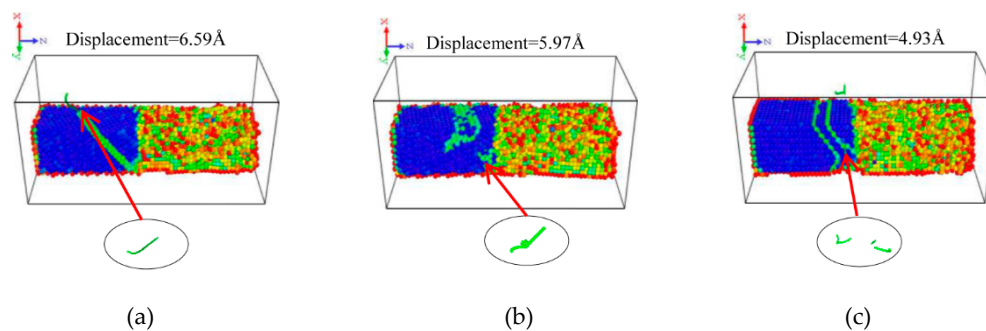 X
Z
Y
Displacement=6.59Å
X
Z
Y
Displacement=5.97Å
X
Z
Y
Displacement=4.93Å
(a)
(b)
(c)